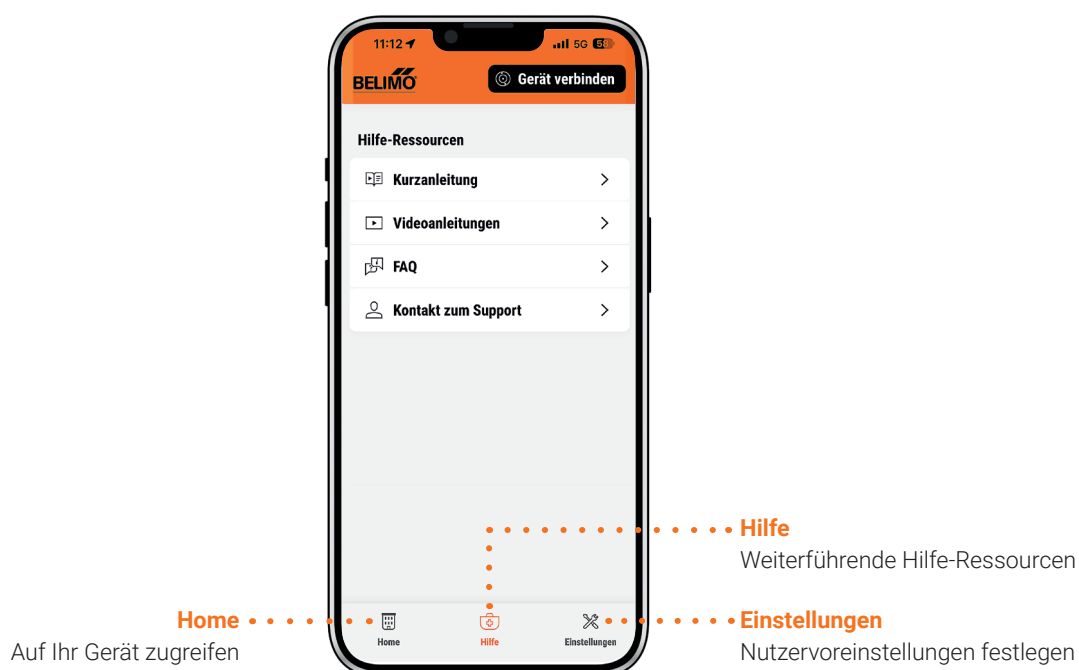 11:12
5G 58
BELIMO
Gerät verbinden
Hilfe-Ressourcen
Kurzanleitung
Videoanleitungen
FAQ
Kontakt zum Support
Hilfe
Weiterführende Hilfe-Ressourcen
Home
Auf Ihr Gerät zugreifen
Home
Hilfe
Einstellungen
Einstellungen
Nutzervoreinstellungen festlegen